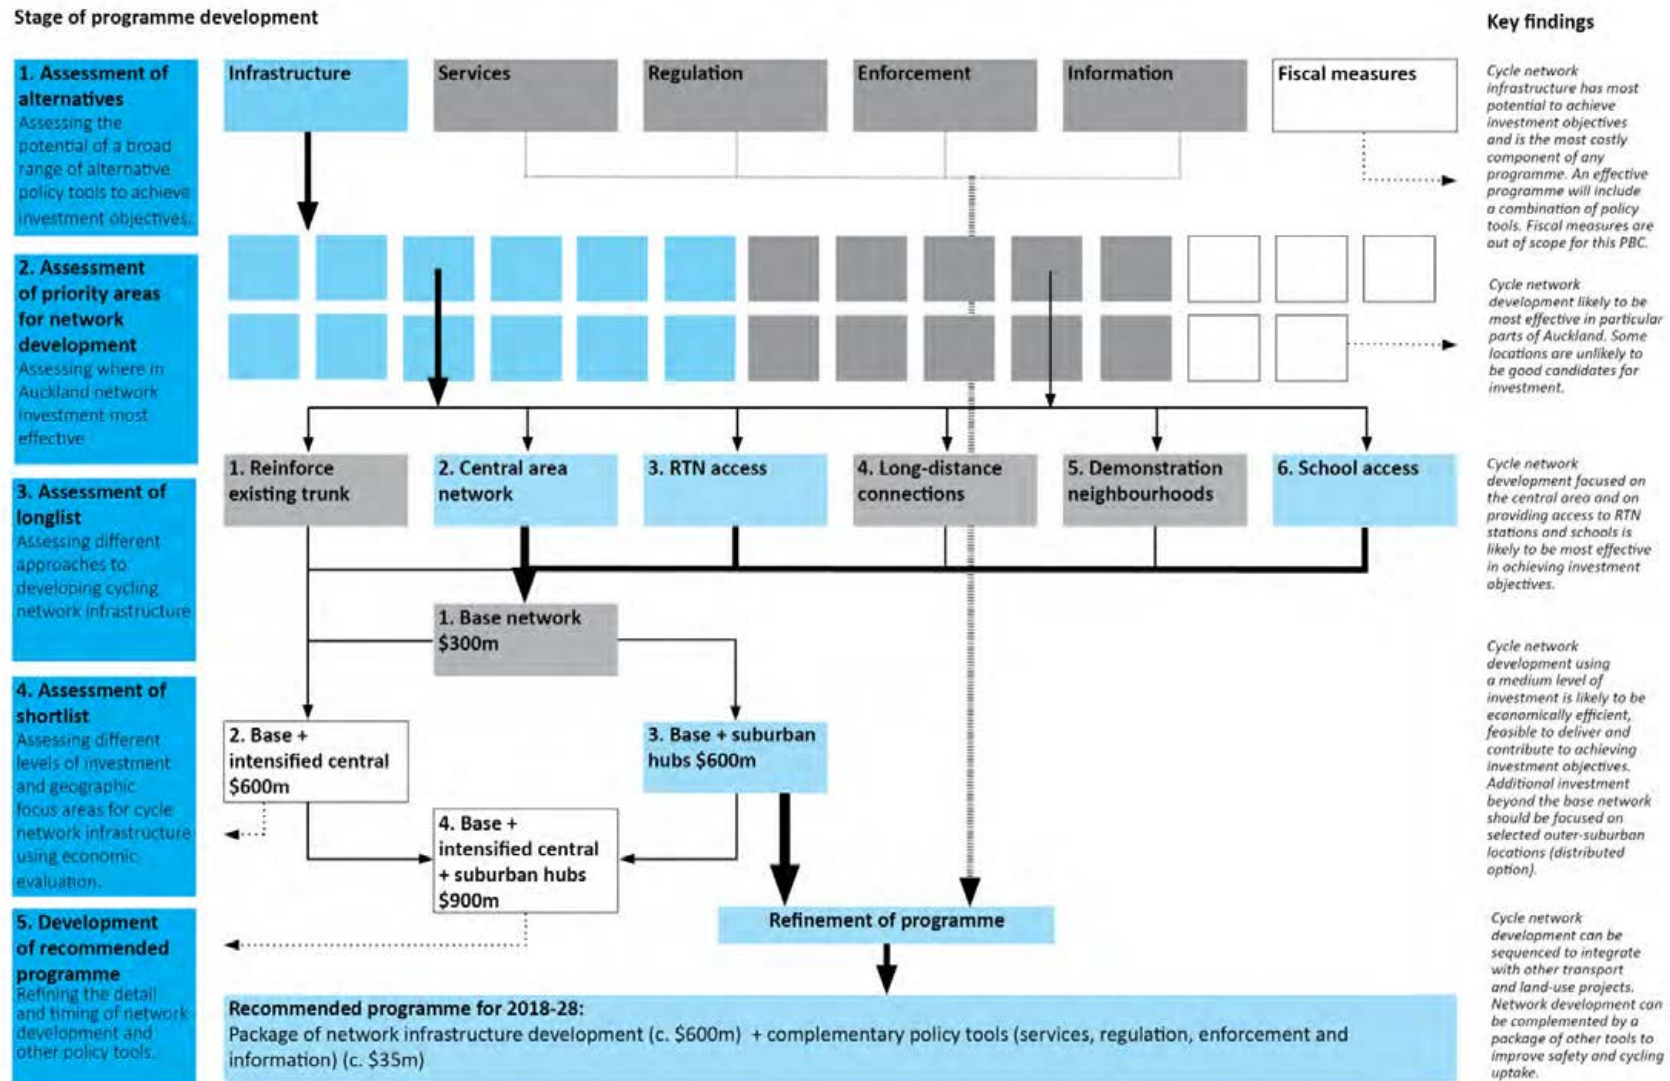 Stage of programme development
Key findings
1. Assessment of
alternatives
Assessing the
potential of a broad
range of alternative
policy tools to achieve
investment objectives.
Infrastructure
Services
Regulation
Enforcement
Information
Fiscal measures
Cycle network
infrastructure has most
potential to achieve
investment objectives
and is the most costly
component of any
programme. An effective
programme will include
a combination of policy
tools. Fiscal measures are
out of scope for this PBC.
2. Assessment
of priority areas
for network
development
Assessing where in
Auckland network
investment most
effective
Cycle network
development likely to be
most effective in particular
parts of Auckland. Some
locations are unlikely to
be good candidates for
investment.
3. Assessment of
longlist
Assessing different
approaches to
developing cycling
network infrastructure
1. Reinforce
existing trunk
2. Central area
network
3. RTN access
4. Long-distance
connections
5. Demonstration
neighbourhoods
6. School access
Cycle network
development focused on
the central area and on
providing access to RTN
stations and schools is
likely to be most effective
in achieving investment
objectives.
4. Assessment of
shortlist
Assessing different
levels of investment
and geographic
focus areas for cycle
network infrastructure
using economic
evaluation.
1. Base network
$300m
2. Base +
intensified central
$600m
3. Base + suburban
hubs $600m
4. Base +
intensified central
+ suburban hubs
$900m
Cycle network
development using
a medium level of
investment is likely to be
economically efficient,
feasible to deliver and
contribute to achieving
investment objectives.
Additional investment
beyond the base network
should be focused on
selected outer-suburban
locations (distributed
option).
5. Development
of recommended
programme
Refining the detail
and timing of network
development and
other policy tools.
Refinement of programme
Recommended programme for 2018-28:
Package of network infrastructure development (c. $600m) + complementary policy tools (services, regulation, enforcement and
information) (c. $35m)
Cycle network
development can be
sequenced to integrate
with other transport
and land-use projects.
Network development can
be complemented by a
package of other tools to
improve safety and cycling
uptake.